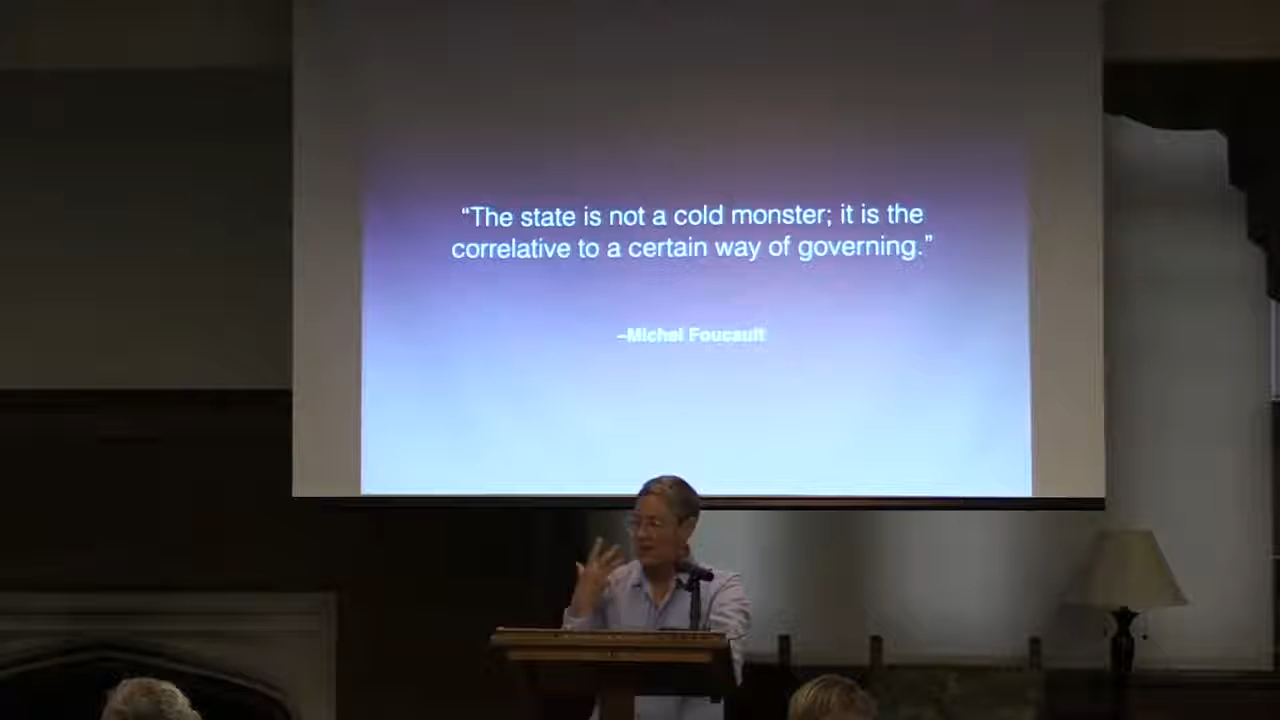 “The state is not a cold monster; it is the
correlative to a certain way of governing.”
–Michel Foucault